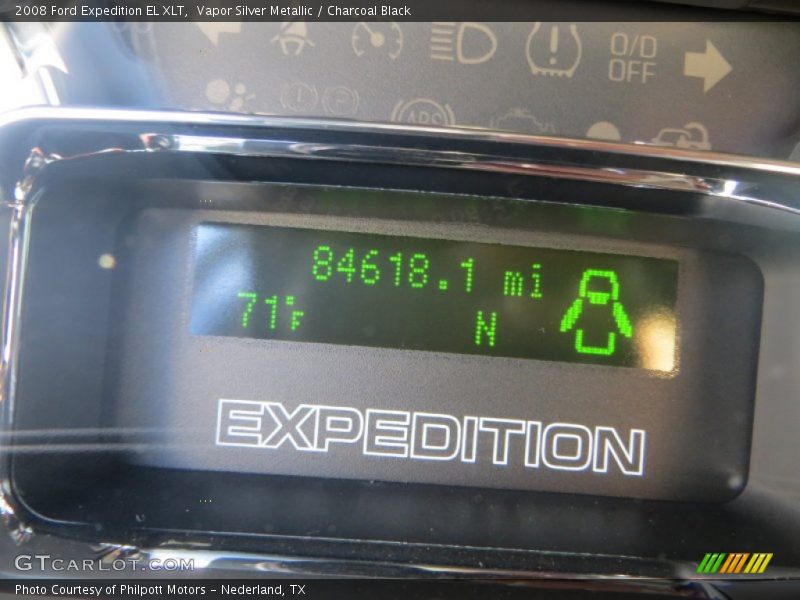 2008 Ford Expedition EL XLT,  Vapor Silver Metallic / Charcoal Black
O/D
OFF
ABS
84618.1 mi
71°F N
EXPEDITION
GTCARLOT.COM
Photo Courtesy of Philpott Motors - Nederland, TX